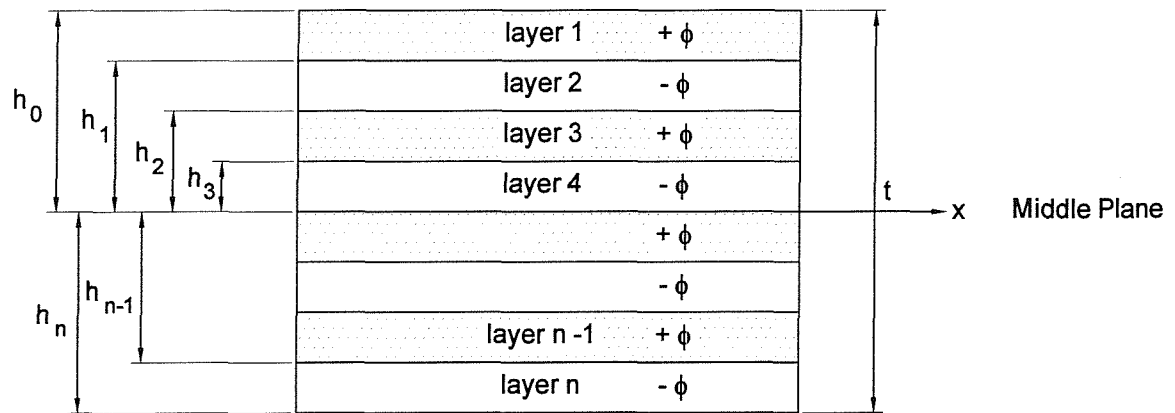 layer 1 + ϕ
h0
layer 2 - ϕ
h1
layer 3 + ϕ
h2
layer 4 - ϕ
h3
t
x Middle Plane
+ ϕ
- ϕ
hn-1
hn
layer n -1 + ϕ
layer n - ϕ